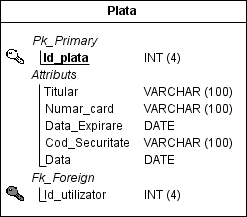 Plata
Pk_Primary
Id_plata INT (4)
Attributs
Titular VARCHAR (100)
Numar_card VARCHAR (100)
Data_Expirare DATE
Cod_Securitate VARCHAR (100)
Data DATE
Fk_Foreign
Id_utilizator INT (4)